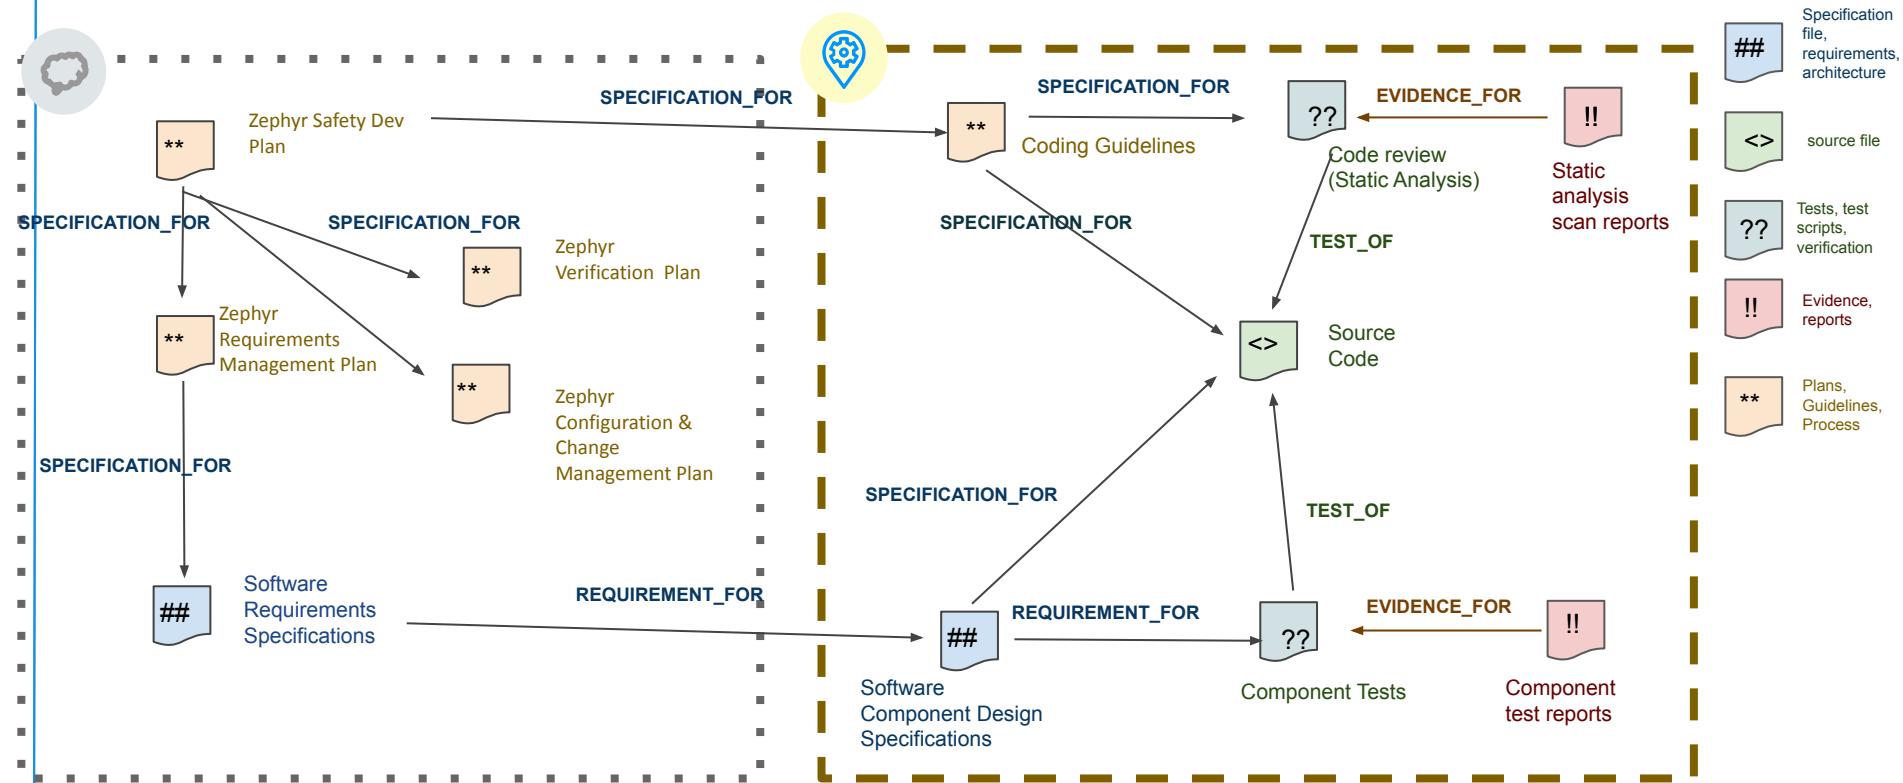 SPECIFICATION_FOR
**
Zephyr Safety Dev
Plan
SPECIFICATION_FOR
SPECIFICATION_FOR
**
Zephyr
Verification Plan
**
Zephyr
Requirements
Management Plan
**
Zephyr
Configuration &
Change
Management Plan
SPECIFICATION_FOR
##
Software
Requirements
Specifications
REQUIREMENT_FOR
**
Coding Guidelines
SPECIFICATION_FOR
??
Code review
(Static Analysis)
EVIDENCE_FOR
!!
Static
analysis
scan reports
SPECIFICATION_FOR
TEST_OF
<>
Source
Code
SPECIFICATION_FOR
TEST_OF
##
Software
Component Design
Specifications
REQUIREMENT_FOR
??
Component Tests
EVIDENCE_FOR
!!
Component
test reports
##
Specification
file,
requirements,
architecture
<>
source file
??
Tests, test
scripts,
verification
!!
Evidence,
reports
**
Plans,
Guidelines,
Process